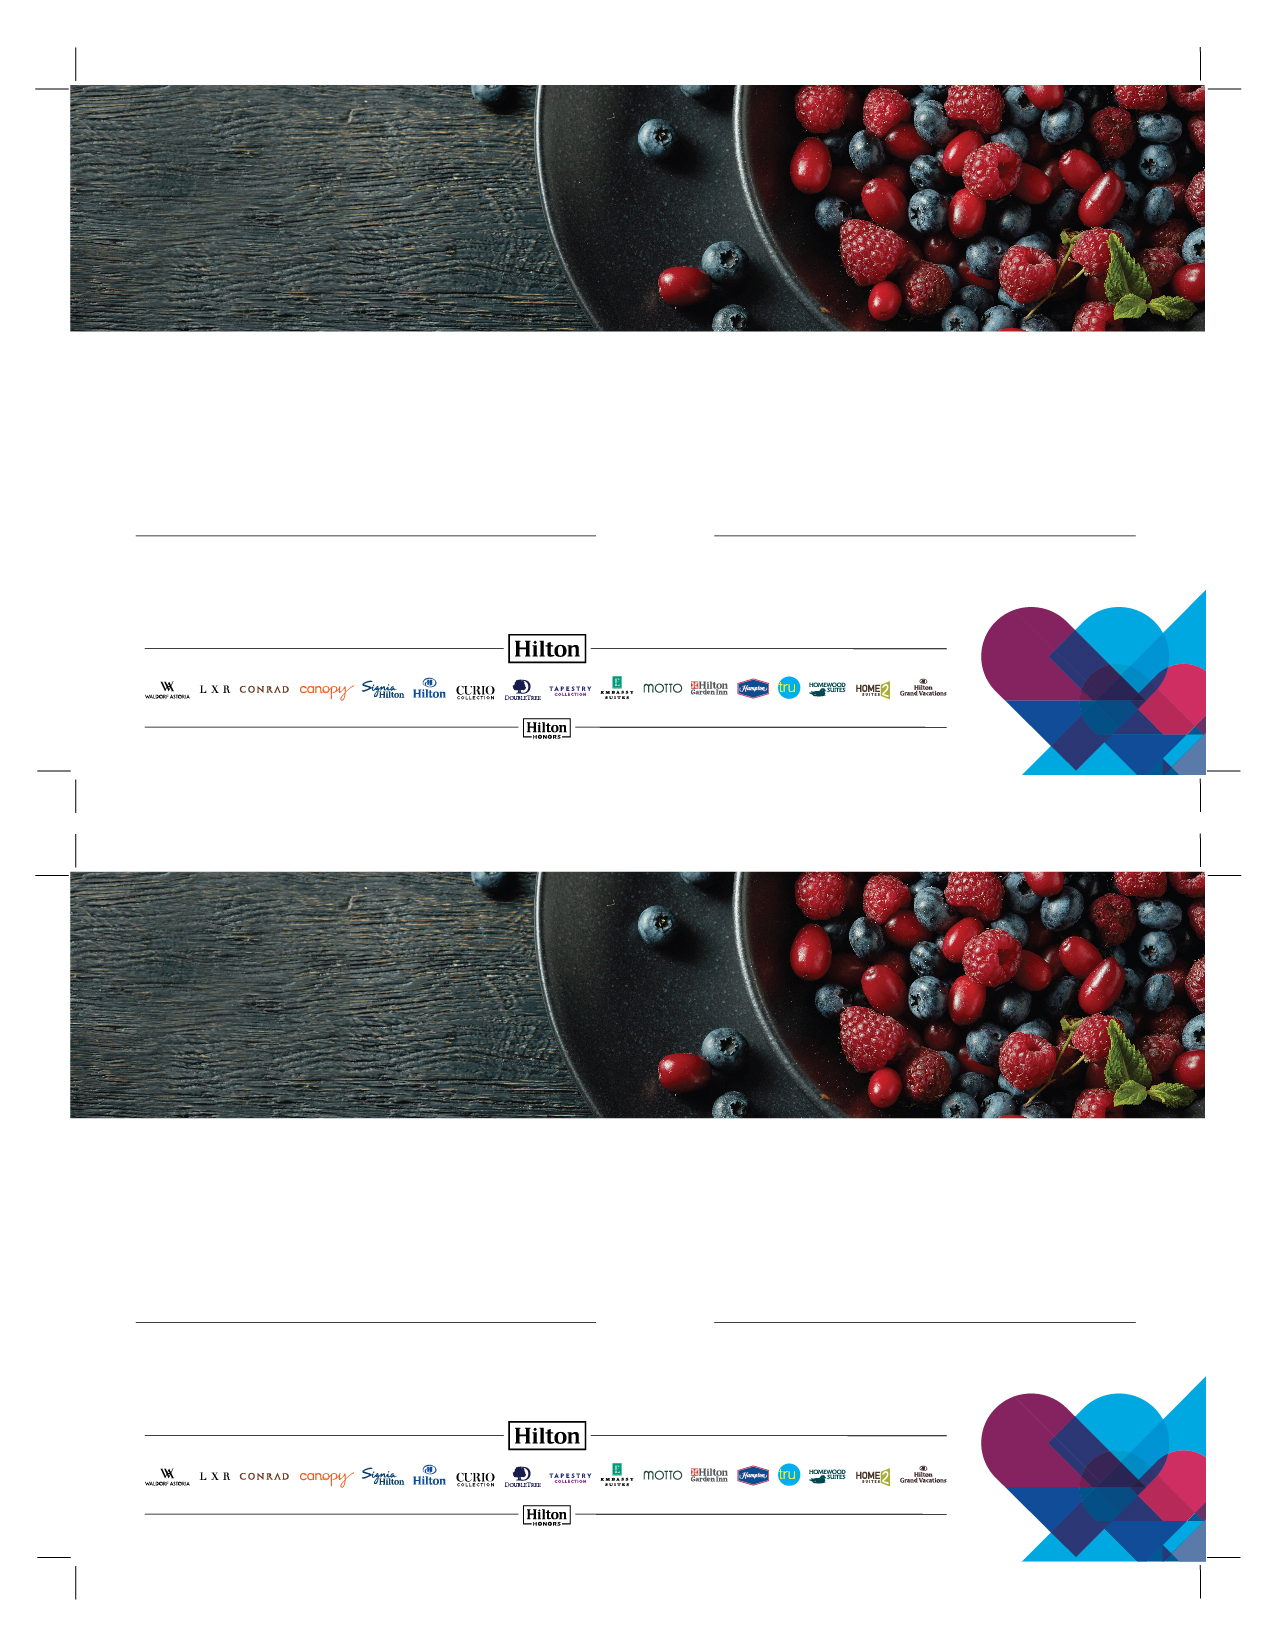 Hilton
WALDORF ASTORIA LXR CONRAD canopy Signia Hilton Hilton CURIO COLLECTION DOUBLETREE TAPESTRY COLLECTION EMBASSY SUITES MOTTO Hilton Garden Inn Hampton tru HOMEWOOD SUITES HOME2 SUITES Hilton Grand Vacations
Hilton HONORS
Hilton
WALDORF ASTORIA LXR CONRAD canopy Signia Hilton Hilton CURIO COLLECTION DOUBLETREE TAPESTRY COLLECTION EMBASSY SUITES MOTTO Hilton Garden Inn Hampton tru HOMEWOOD SUITES HOME2 SUITES Hilton Grand Vacations
Hilton HONORS